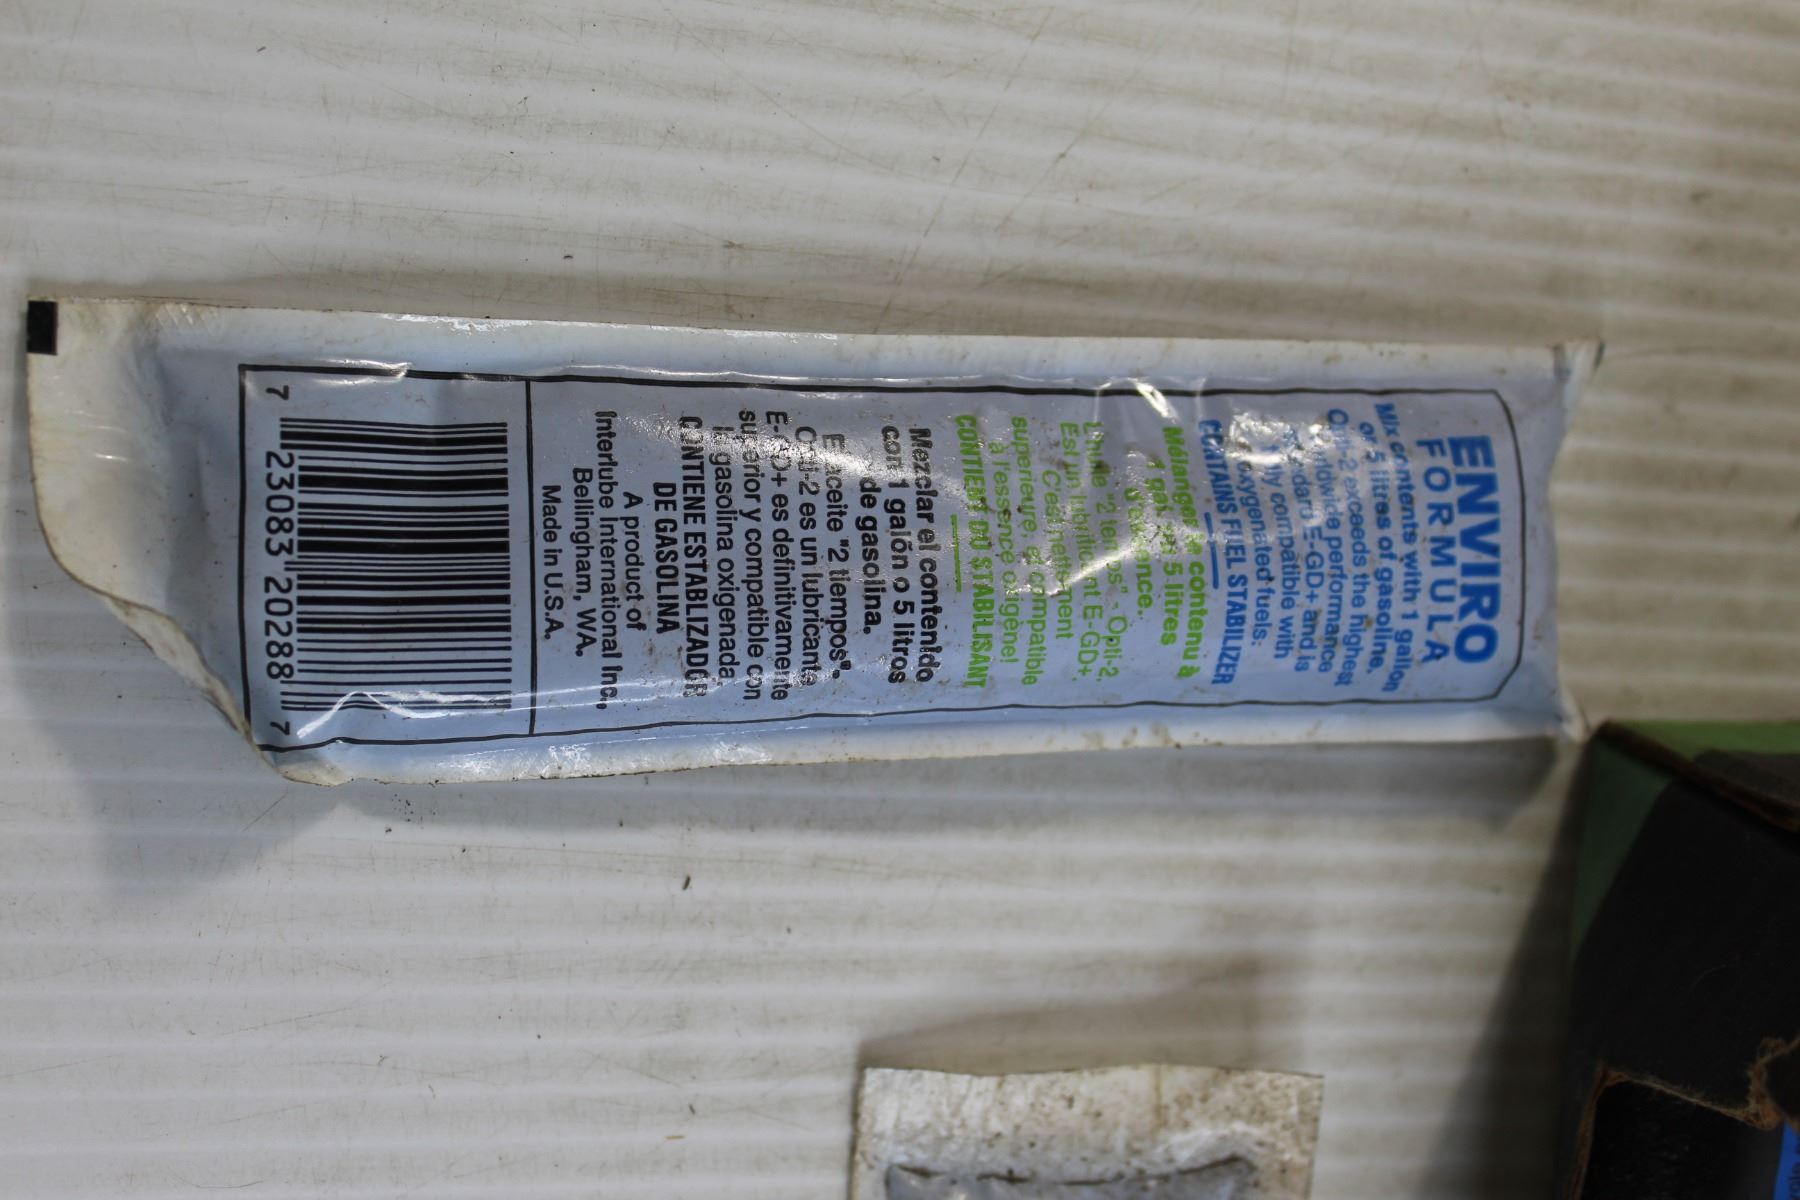 ENVIRO
FORMULA
Mix contents with 1 gallon
or 5 litres of gasoline.
Opti-2 exceeds the highest
worldwide performance
standard E-GD+ and is
fully compatible with
oxygenated fuels.
CONTAINS FUEL STABILIZER
Mélangez le contenu à
1 gal. 5 litres
d'essence.
L'huile "2 temps" - Opti-2,
Est un lubrifiant E-GD+.
C'est nettement
superieure, et compatible
à l'essence oxigène!
CONTIENT DU STABILISANT
Mezclar el contenido
con 1 galón o 5 litros
de gasolina.
El aceite "2 tiempos".
Opti-2 es un lubricante
E-GD+ es definitivamente
superior y compatible con
la gasolina oxigenada.
CONTIENE ESTABLIZADOR
DE GASOLINA
A product of
Interlube International Inc.,
Bellingham, WA.
Made in U.S.A.
7 23083 20288 7